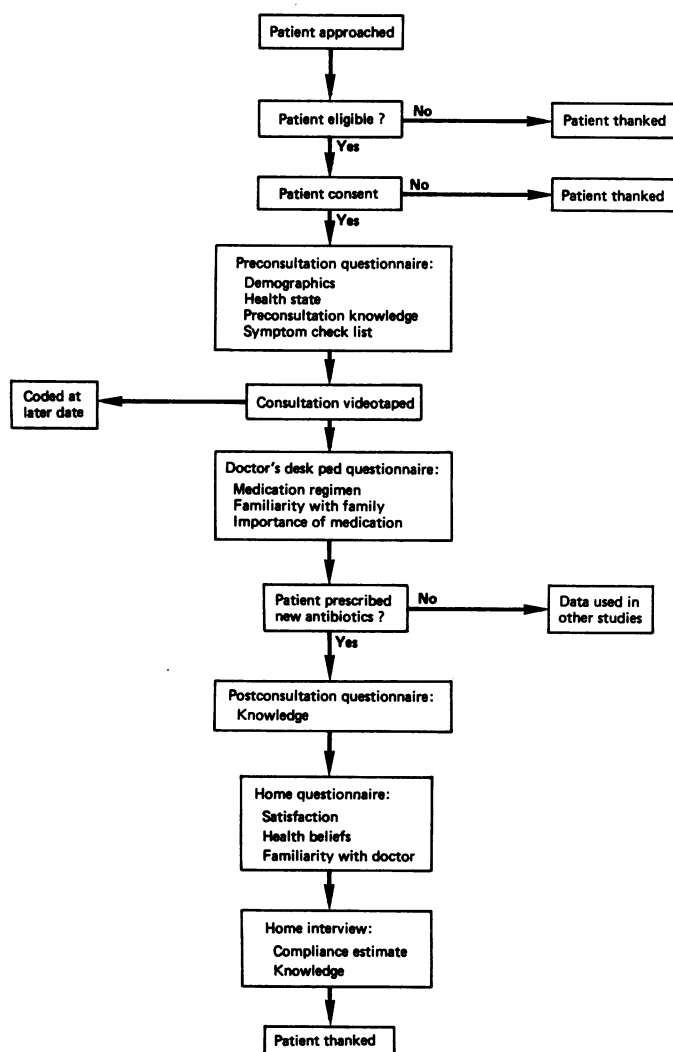 Patient approached
Patient eligible ?
No
Patient thanked
Yes
Patient consent
No
Patient thanked
Yes
Preconsultation questionnaire:
Demographics
Health state
Preconsultation knowledge
Symptom check list
Coded at
later date
Consultation videotaped
Doctor's desk pad questionnaire:
Medication regimen
Familiarity with family
Importance of medication
Patient prescribed
new antibiotics ?
No
Data used in
other studies
Yes
Postconsultation questionnaire:
Knowledge
Home questionnaire:
Satisfaction
Health beliefs
Familiarity with doctor
Home interview:
Compliance estimate
Knowledge
Patient thanked